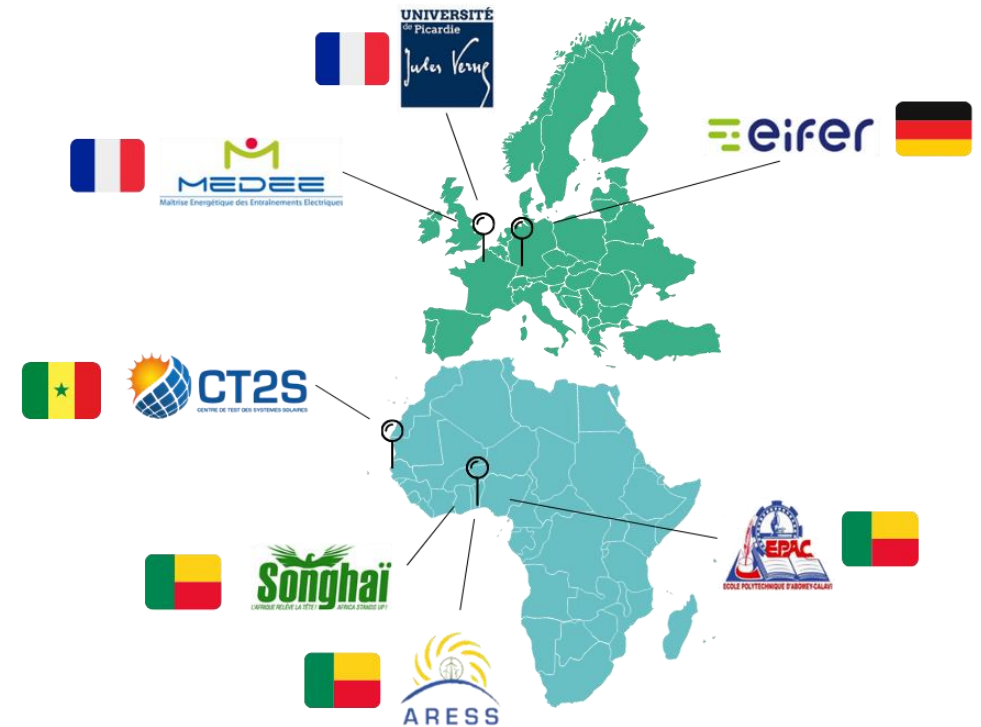 UNIVERSITÉ
de Picardie
Jules Verne
MEDEE
Maîtrise Energétique des Entraînements Electriques
eifer
CT2S
CENTRE DE TEST DES SYSTEMES SOLAIRES
Songhaï
L'AFRIQUE RELÈVE LA TÊTE ! AFRICA STANDS UP !
EPAC
ECOLE POLYTECHNIQUE D'ABOMEY-CALAVI
ARESS